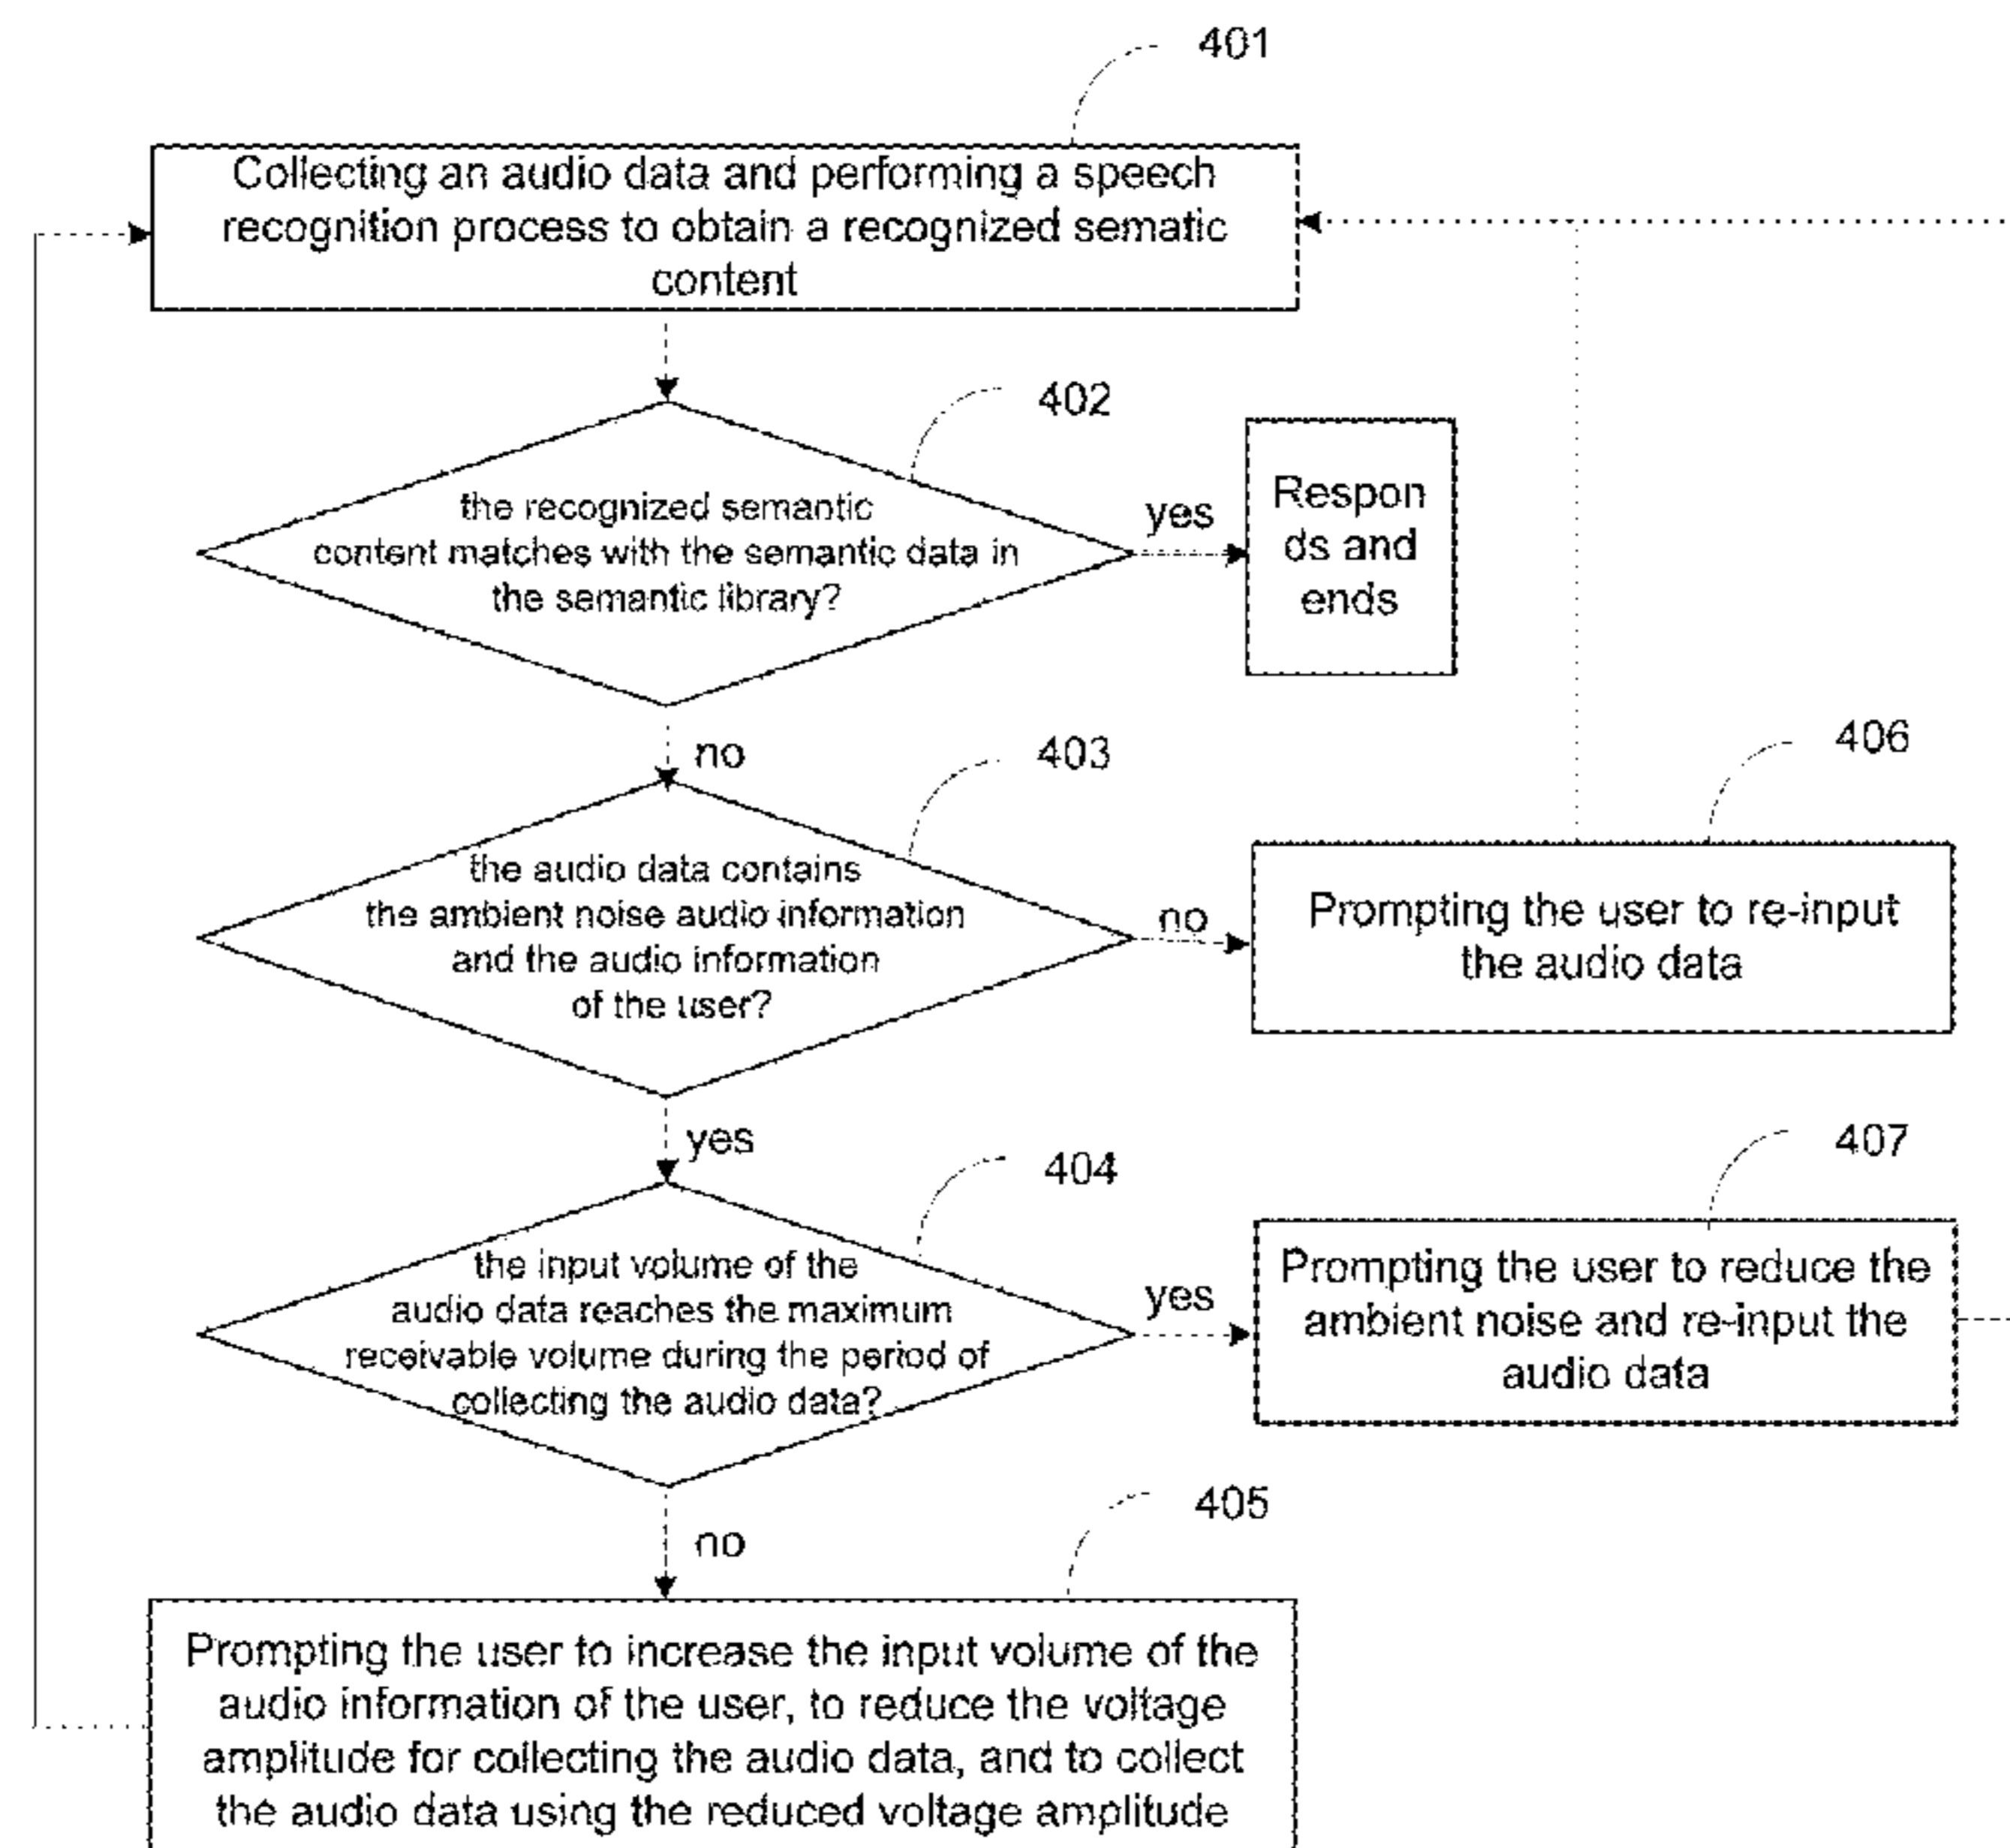 401
Collecting an audio data and performing a speech
recognition process to obtain a recognized sematic
content
402
the recognized semantic
content matches with the semantic data in
the semantic library?
yes
Respon
ds and
ends
no
403
the audio data contains
the ambient noise audio information
and the audio information
of the user?
no
406
Prompting the user to re-input
the audio data
yes
404
the input volume of the
audio data reaches the maximum
receivable volume during the period of
collecting the audio data?
yes
407
Prompting the user to reduce the
ambient noise and re-input the
audio data
no
405
Prompting the user to increase the input volume of the
audio information of the user, to reduce the voltage
amplitude for collecting the audio data, and to collect
the audio data using the reduced voltage amplitude